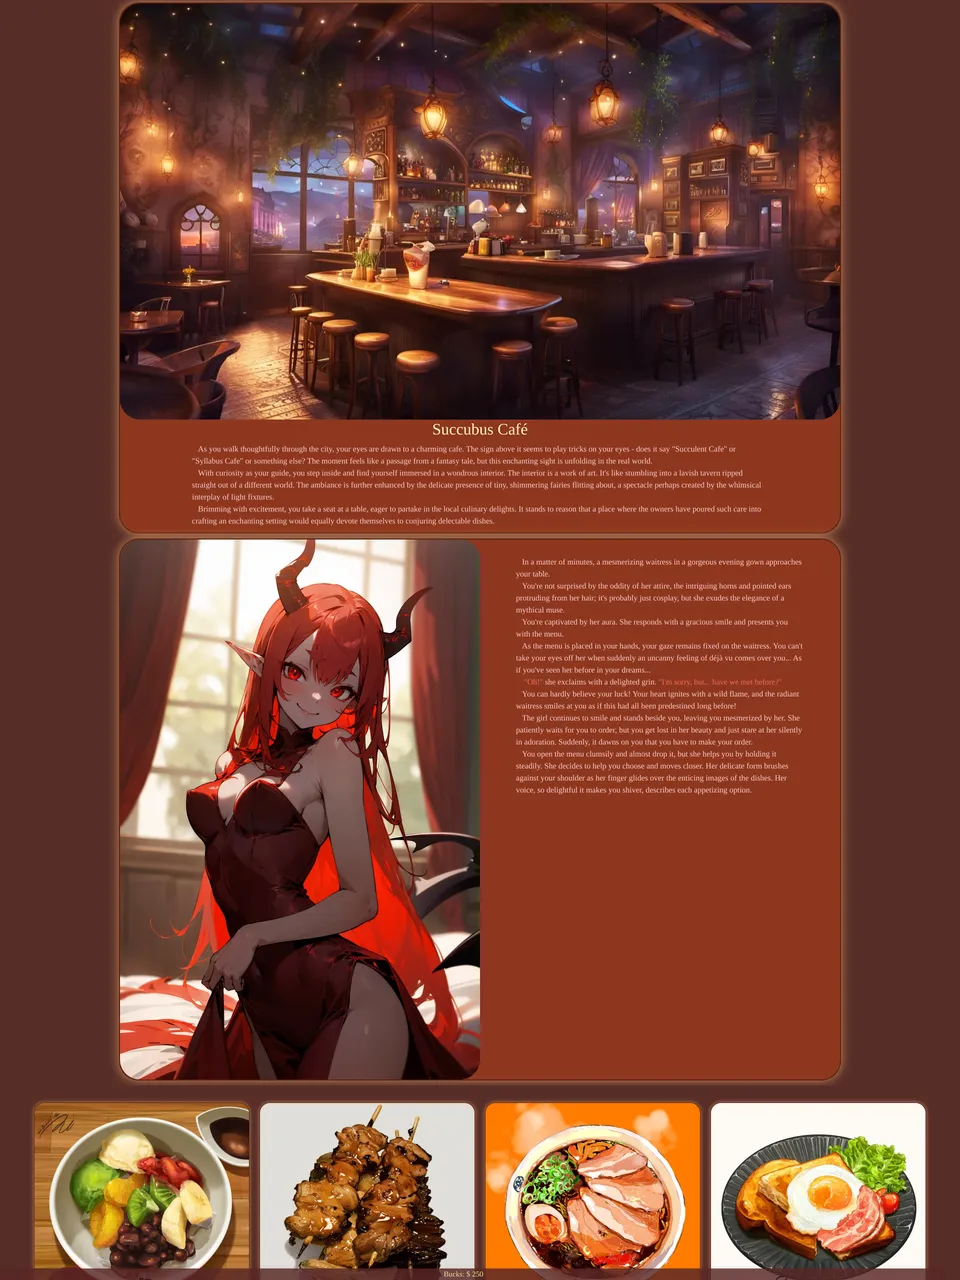 Succubus Café
As you walk thoughtfully through the city, your eyes are drawn to a charming cafe. The sign above it seems to play tricks on your eyes - does it say "Succulent Cafe" or
"Syllabus Cafe" or something else? The moment feels like a passage from a fantasy tale, but this enchanting sight is unfolding in the real world.
With curiosity as your guide, you step inside and find yourself immersed in a wondrous interior. The interior is a work of art. It's like stumbling into a lavish tavern ripped
straight out of a different world. The ambiance is further enhanced by the delicate presence of tiny, shimmering fairies flitting about, a spectacle perhaps created by the whimsical
interplay of light fixtures.
Brimming with excitement, you take a seat at a table, eager to partake in the local culinary delights. It stands to reason that a place where the owners have poured such care into
crafting an enchanting setting would equally devote themselves to conjuring delectable dishes.
In a matter of minutes, a mesmerizing waitress in a gorgeous evening gown approaches
your table.
You're not surprised by the oddity of her attire, the intriguing horns and pointed ears
protruding from her hair; it's probably just cosplay, but she exudes the elegance of a
mythical muse.
You're captivated by her aura. She responds with a gracious smile and presents you
with the menu.
As the menu is placed in your hands, your gaze remains fixed on the waitress. You can't
take your eyes off her when suddenly an uncanny feeling of déjà vu comes over you... As
if you've seen her before in your dreams...
"Oh!" she exclaims with a delighted grin. "I'm sorry, but... have we met before?"
You can hardly believe your luck! Your heart ignites with a wild flame, and the radiant
waitress smiles at you as if this had all been predestined long before!
The girl continues to smile and stands beside you, leaving you mesmerized by her. She
patiently waits for you to order, but you get lost in her beauty and just stare at her silently
in adoration. Suddenly, it dawns on you that you have to make your order.
You open the menu clumsily and almost drop it, but she helps you by holding it
steadily. She decides to help you choose and moves closer. Her delicate form brushes
against your shoulder as her finger glides over the enticing images of the dishes. Her
voice, so delightful it makes you shiver, describes each appetizing option.
Bucks: $ 250